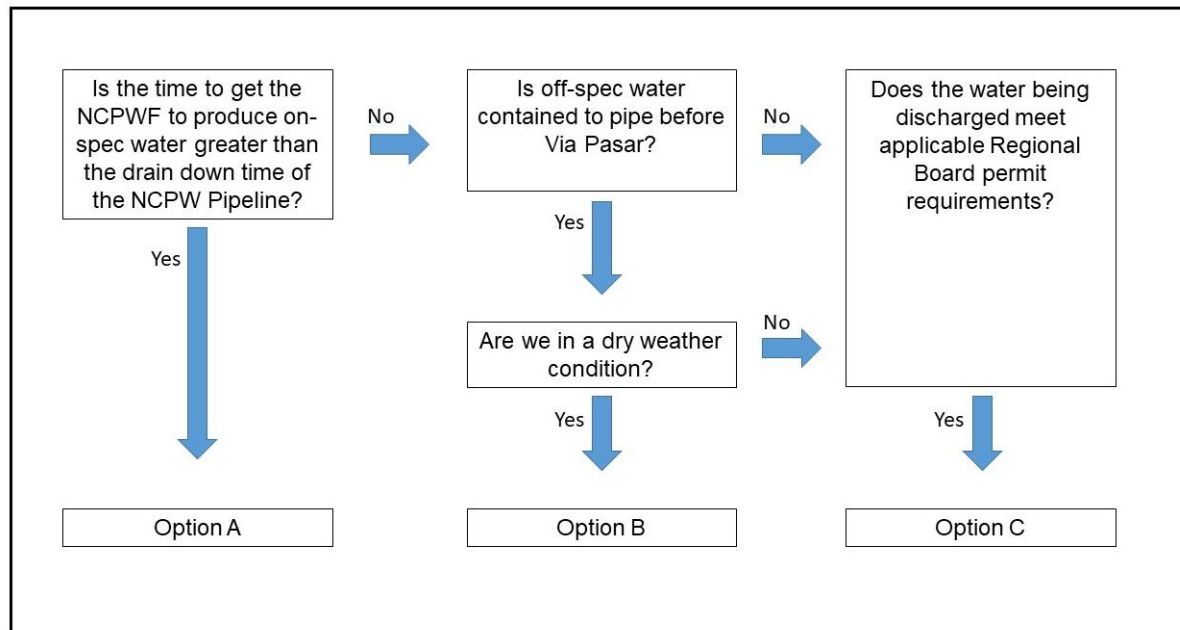 Is the time to get the
NCPWF to produce on-
spec water greater than
the drain down time of
the NCPW Pipeline?
No
Is off-spec water
contained to pipe before
Via Pasar?
No
Does the water being
discharged meet
applicable Regional
Board permit
requirements?
Yes
Yes
Are we in a dry weather
condition?
No
Yes
Yes
Option A
Option B
Option C